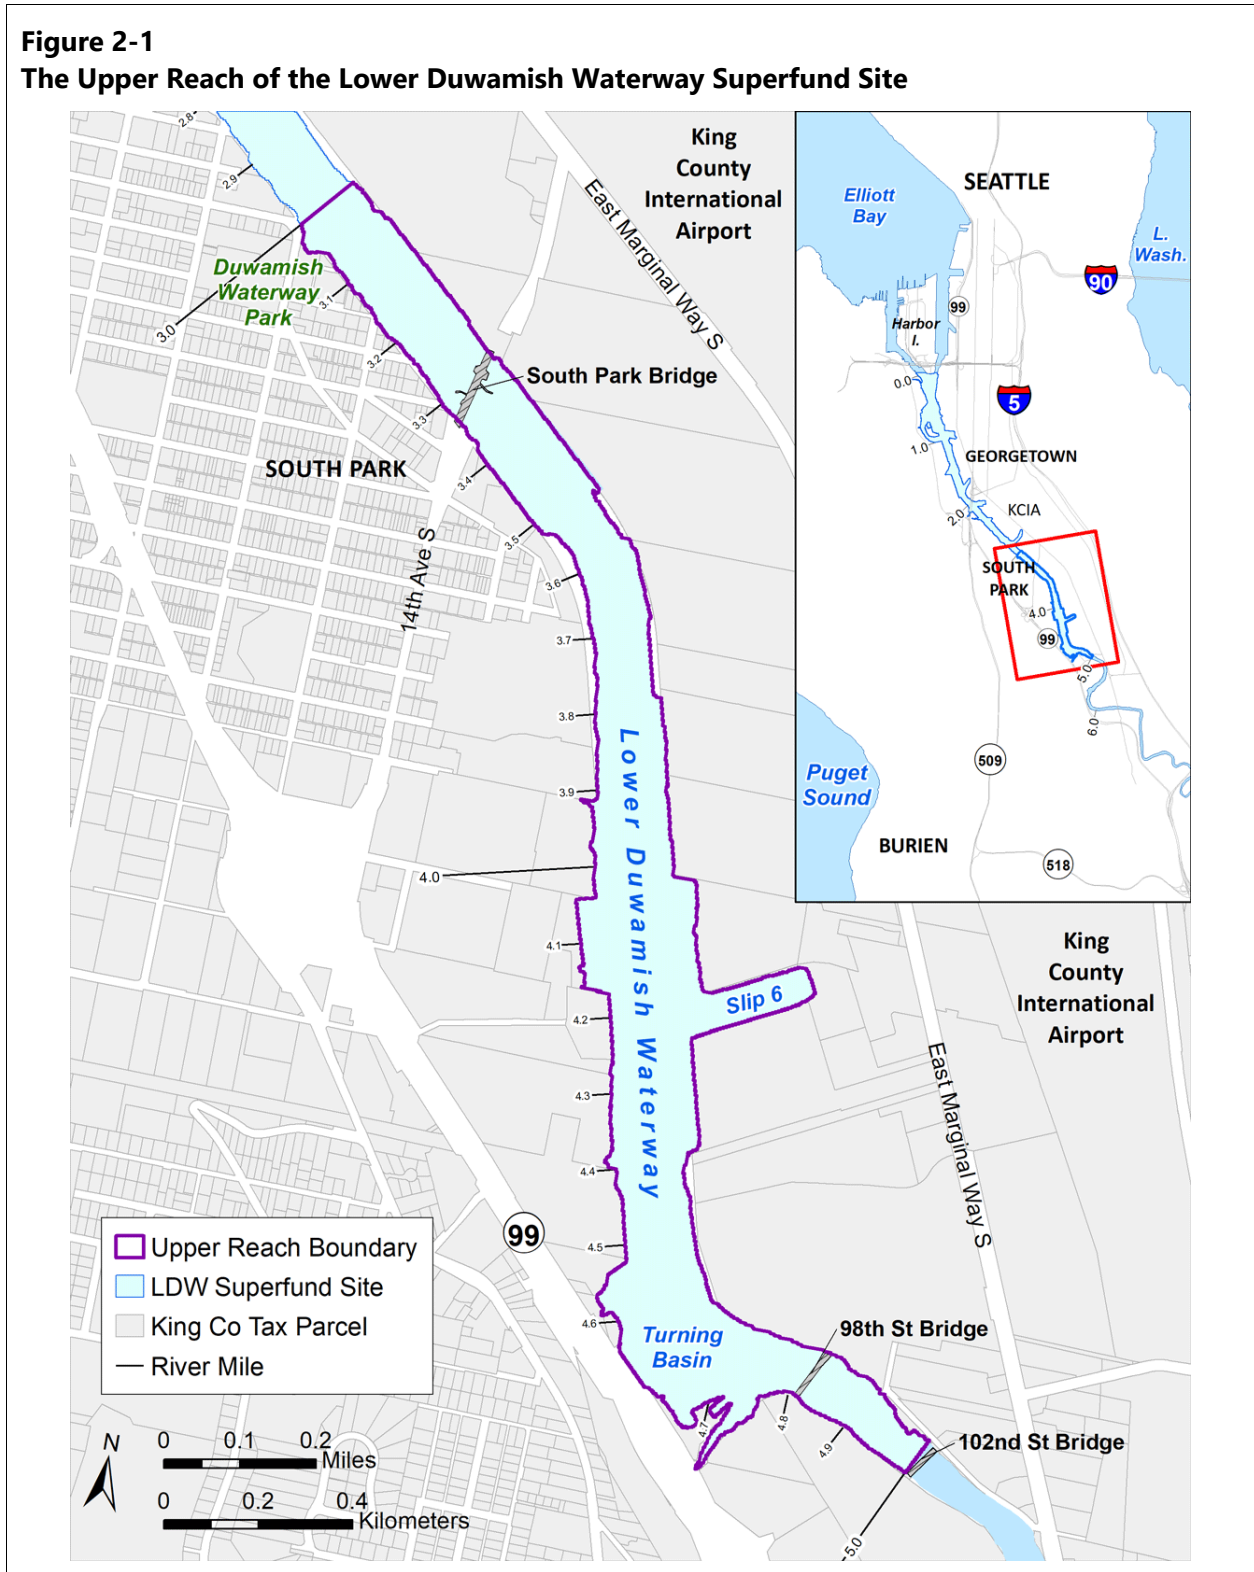 Figure 2-1
The Upper Reach of the Lower Duwamish Waterway Superfund Site
2.8
2.9
3.0
Duwamish
Waterway
Park
3.1
3.2
3.3
3.4
3.5
3.6
3.7
3.8
3.9
4.0
4.1
4.2
4.3
4.4
4.5
4.6
4.7
4.8
4.9
5.0
King
County
International
Airport
East Marginal Way S
South Park Bridge
SOUTH PARK
14th Ave S
Lower Duwamish Waterway
Slip 6
Turning
Basin
98th St Bridge
102nd St Bridge
99
King
County
International
Airport
East Marginal Way S
SEATTLE
Elliott
Bay
L.
Wash.
90
99
Harbor
I.
0.0
5
1.0
GEORGETOWN
2.0
KCIA
SOUTH
PARK
4.0
99
5.0
6.0
509
Puget
Sound
BURIEN
518
Upper Reach Boundary
LDW Superfund Site
King Co Tax Parcel
River Mile
N
0 0.1 0.2
Miles
0 0.2 0.4
Kilometers